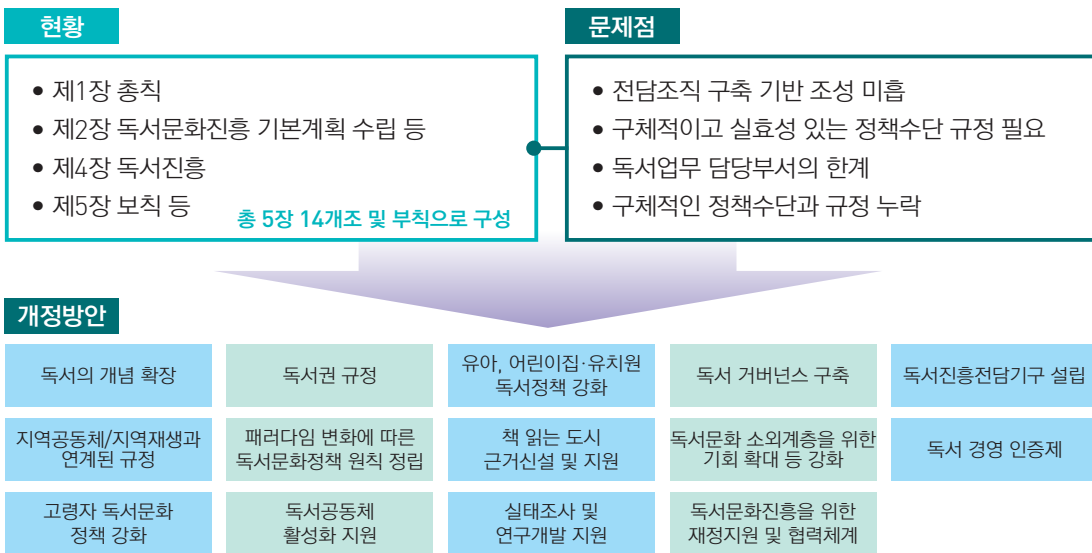 현황
• 제1장 총칙
• 제2장 독서문화진흥 기본계획 수립 등
• 제4장 독서진흥
• 제5장 보칙 등
총 5장 14개조 및 부칙으로 구성
문제점
• 전담조직 구축 기반 조성 미흡
• 구체적이고 실효성 있는 정책수단 규정 필요
• 독서업무 담당부서의 한계
• 구체적인 정책수단과 규정 누락
개정방안
독서의 개념 확장
독서권 규정
유아, 어린이집·유치원
독서정책 강화
독서 거버넌스 구축
독서진흥전담기구 설립
지역공동체/지역재생과
연계된 규정
패러다임 변화에 따른
독서문화정책 원칙 정립
책 읽는 도시
근거신설 및 지원
독서문화 소외계층을 위한
기회 확대 등 강화
독서 경영 인증제
고령자 독서문화
정책 강화
독서공동체
활성화 지원
실태조사 및
연구개발 지원
독서문화진흥을 위한
재정지원 및 협력체계